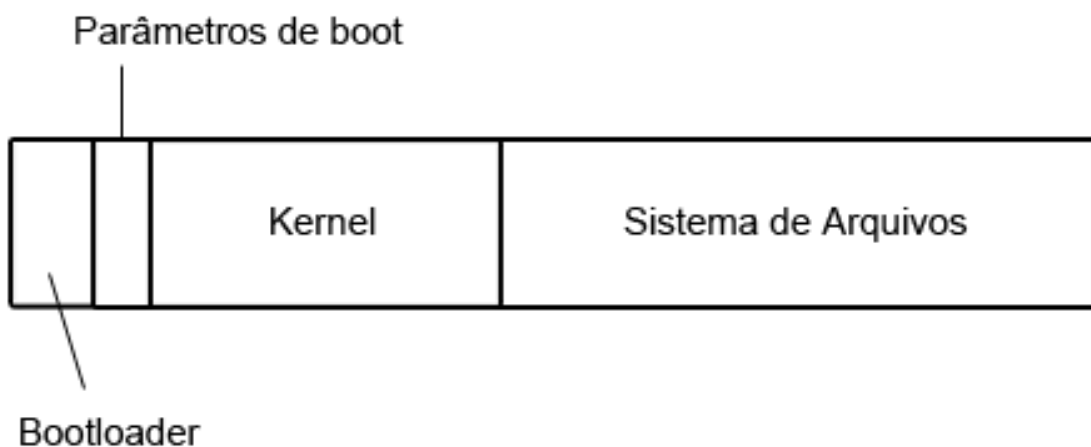 Parâmetros de boot
Kernel
Sistema de Arquivos
Bootloader